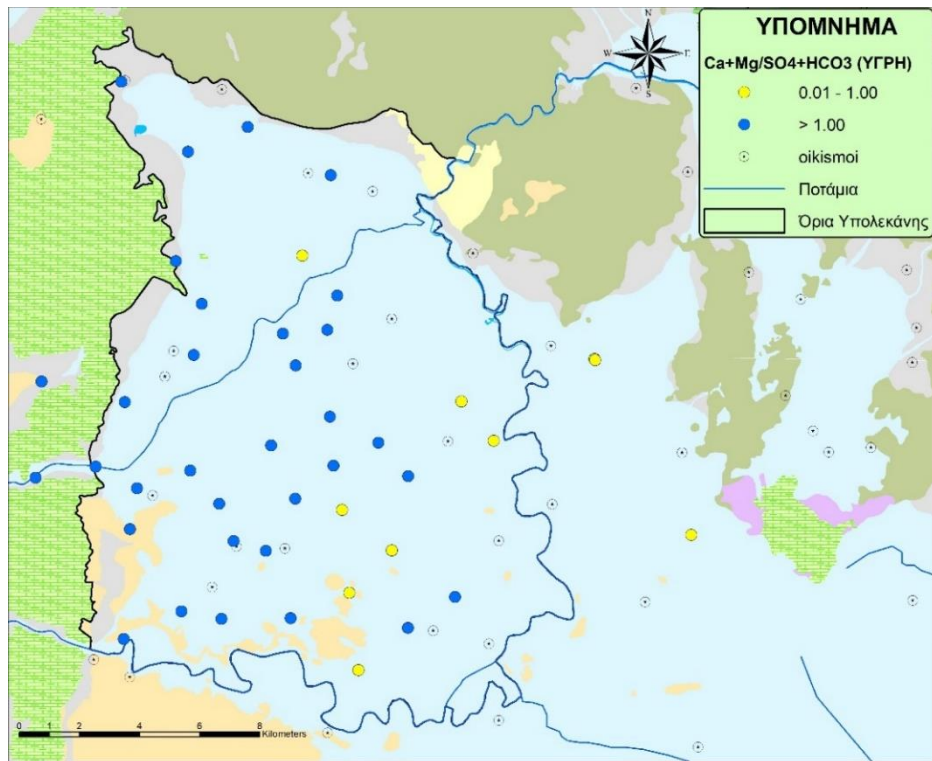 ΥΠΟΜΝΗΜΑ
Ca+Mg/SO4+HCO3 (ΥΓΡΗ)
0.01 - 1.00
> 1.00
oikismoi
Ποτάμια
Όρια Υπολεκάνης
N
W
E
S
0 2 4 6 8
Kilometers